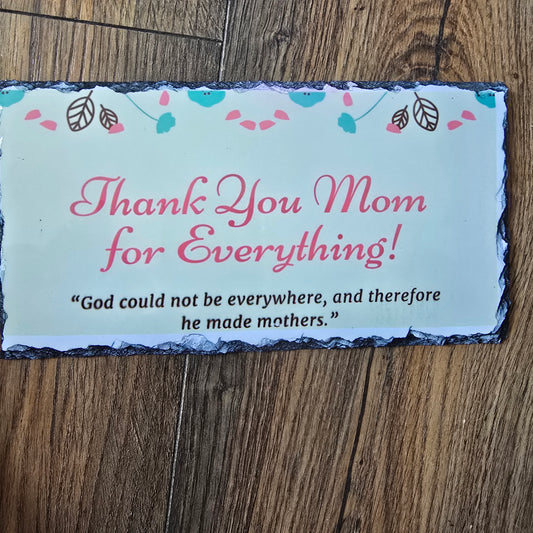 Thank You Mom
for Everything!
“God could not be everywhere, and therefore
he made mothers.”